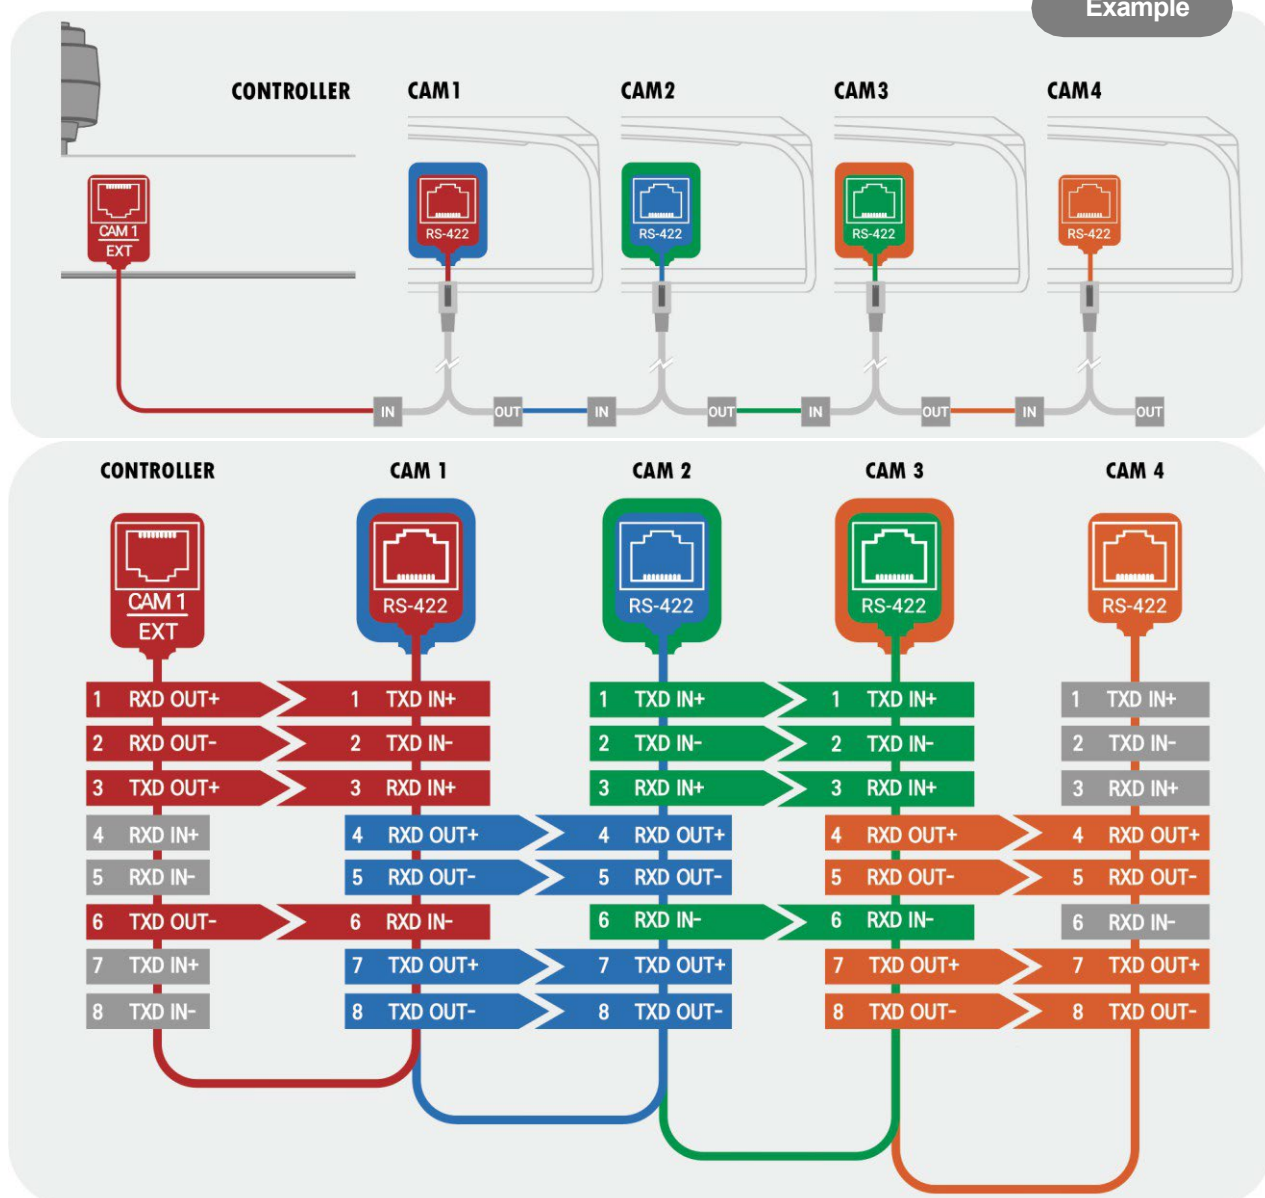 Example
CONTROLLER CAM1 CAM2 CAM3 CAM4
CAM 1 RS-422 RS-422 RS-422 RS-422
EXT
IN OUT IN OUT IN OUT IN OUT
CONTROLLER CAM 1 CAM 2 CAM 3 CAM 4
CAM 1 RS-422 RS-422 RS-422 RS-422
EXT
1 RXD OUT+ 1 TXD IN+ 1 TXD IN+ 1 TXD IN+ 1 TXD IN+
2 RXD OUT- 2 TXD IN- 2 TXD IN- 2 TXD IN- 2 TXD IN-
3 TXD OUT+ 3 RXD IN+ 3 RXD IN+ 3 RXD IN+ 3 RXD IN+
4 RXD IN+ 4 RXD OUT+ 4 RXD OUT+ 4 RXD OUT+ 4 RXD OUT+
5 RXD IN- 5 RXD OUT- 5 RXD OUT- 5 RXD OUT- 5 RXD OUT-
6 TXD OUT- 6 RXD IN- 6 RXD IN- 6 RXD IN- 6 RXD IN-
7 TXD IN+ 7 TXD OUT+ 7 TXD OUT+ 7 TXD OUT+ 7 TXD OUT+
8 TXD IN- 8 TXD OUT- 8 TXD OUT- 8 TXD OUT- 8 TXD OUT-